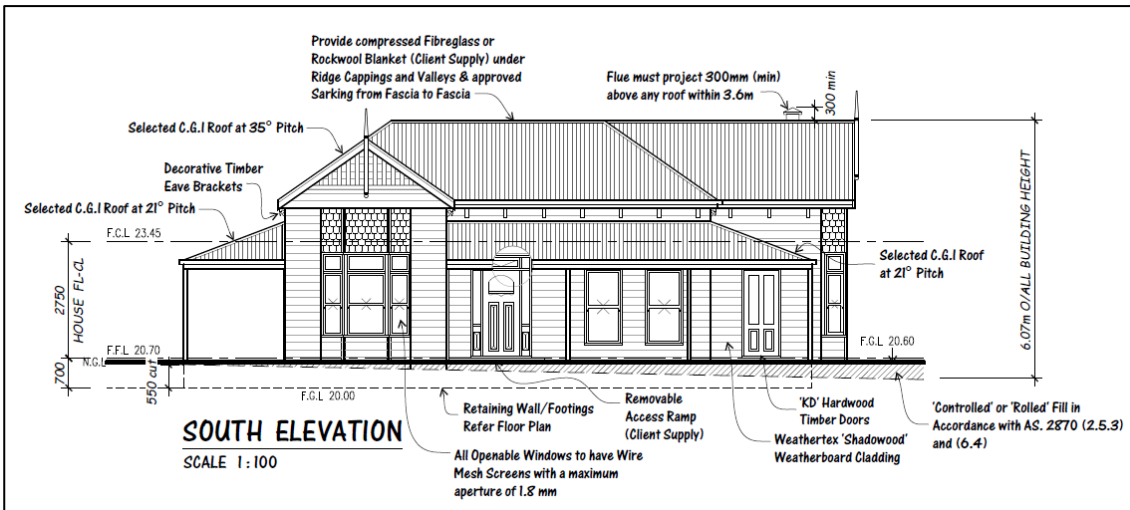 Provide compressed Fibreglass or
Rockwool Blanket (Client Supply) under
Ridge Cappings and Valleys & approved
Sarking from Fascia to Fascia
Flue must project 300mm (min)
above any roof within 3.6m
300 min
Selected C.G.I Roof at 35° Pitch
Decorative Timber
Eave Brackets
Selected C.G.I Roof at 21° Pitch
F.C.L 23.45
Selected C.G.I Roof
at 21° Pitch
2750
HOUSE FL-CL
6.07m O/ALL BUILDING HEIGHT
F.F.L 20.70
F.G.L 20.60
N.G.L
700
550 cut
F.G.L 20.00
Retaining Wall/Footings
Refer Floor Plan
Removable
Access Ramp
(Client Supply)
'KD' Hardwood
Timber Doors
Weathertex 'Shadowood'
Weatherboard Cladding
'Controlled' or 'Rolled' Fill in
Accordance with AS. 2870 (2.5.3)
and (6.4)
All Openable Windows to have Wire
Mesh Screens with a maximum
aperture of 1.8 mm
SOUTH ELEVATION
SCALE 1:100